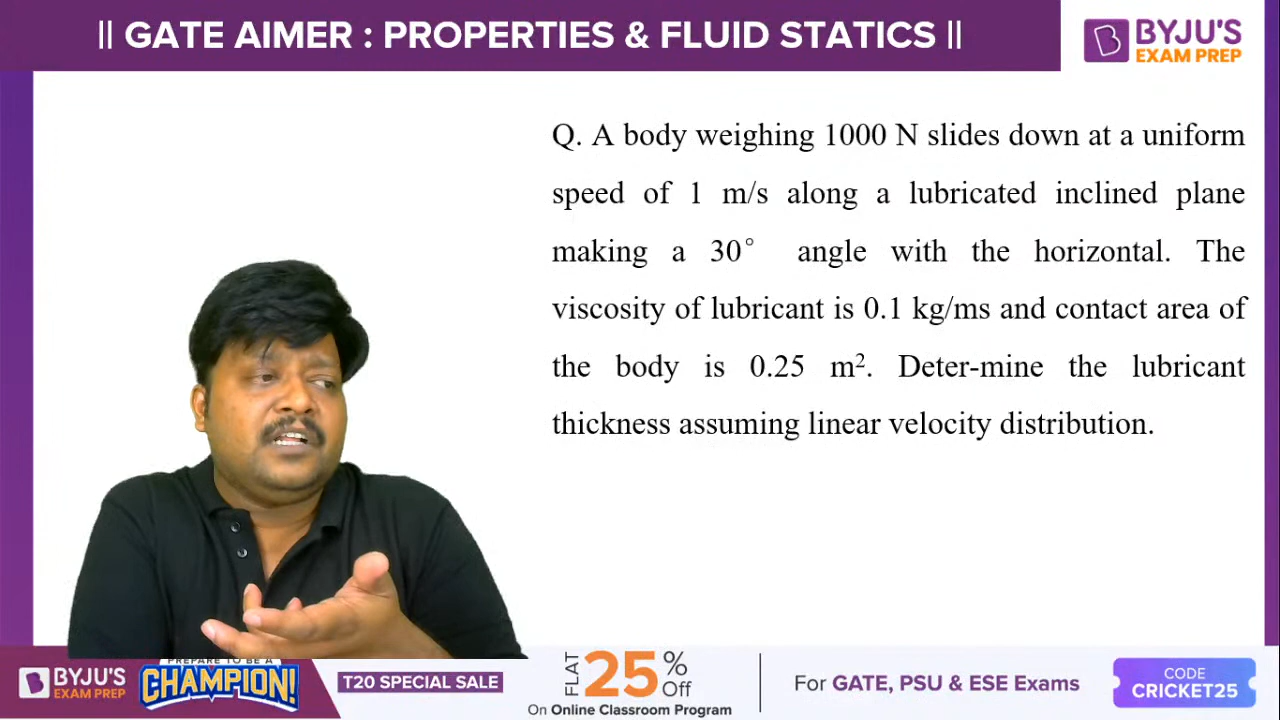 || GATE AIMER : PROPERTIES & FLUID STATICS ||
BYJU'S
EXAM PREP
Q. A body weighing 1000 N slides down at a uniform
speed of 1 m/s along a lubricated inclined plane
making a 30° angle with the horizontal. The
viscosity of lubricant is 0.1 kg/ms and contact area of
the body is 0.25 m². Deter-mine the lubricant
thickness assuming linear velocity distribution.
BYJU'S
EXAM PREP
PREPARE TO BE A
CHAMPION!
T20 SPECIAL SALE
FLAT 25% Off
On Online Classroom Program
For GATE, PSU & ESE Exams
CODE
CRICKET25